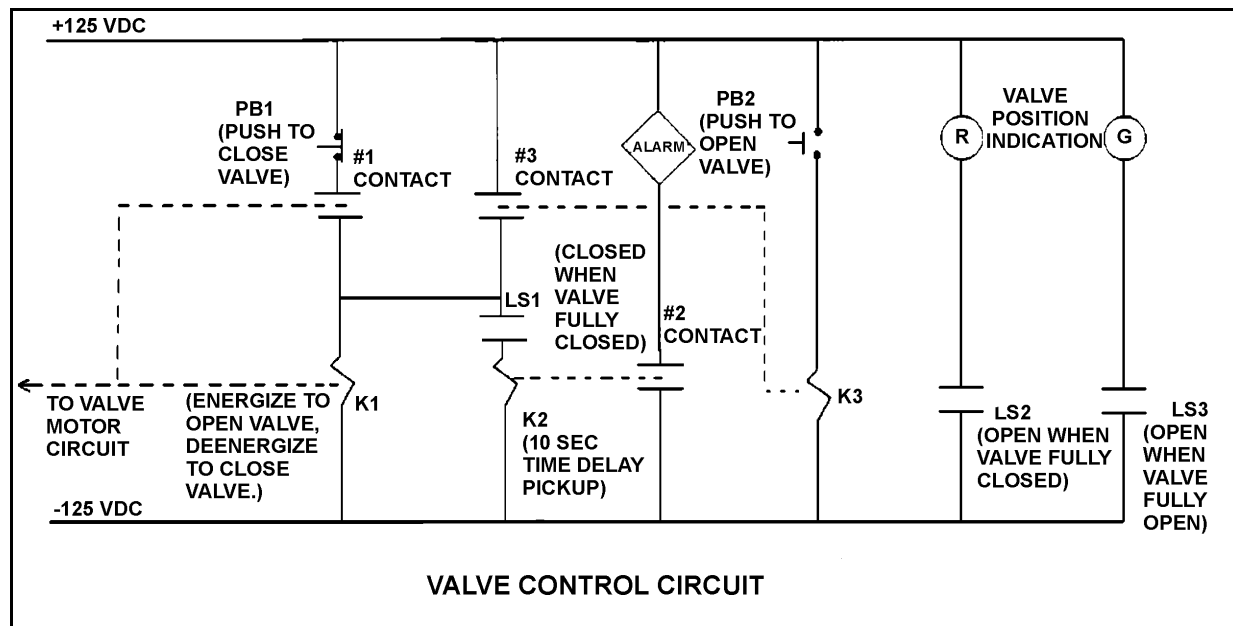 +125 VDC
PB1
(PUSH TO
CLOSE
VALVE)
#1
CONTACT
#3
CONTACT
ALARM
PB2
(PUSH TO
OPEN
VALVE)
R
VALVE
POSITION
INDICATION
G
(CLOSED
WHEN
VALVE
FULLY
CLOSED)
LS1
#2
CONTACT
TO VALVE
MOTOR
CIRCUIT
(ENERGIZE TO
OPEN VALVE,
DEENERGIZE
TO CLOSE
VALVE.)
K1
K2
(10 SEC
TIME DELAY
PICKUP)
K3
LS2
(OPEN WHEN
VALVE FULLY
CLOSED)
LS3
(OPEN
WHEN
VALVE
FULLY
OPEN)
-125 VDC
VALVE CONTROL CIRCUIT